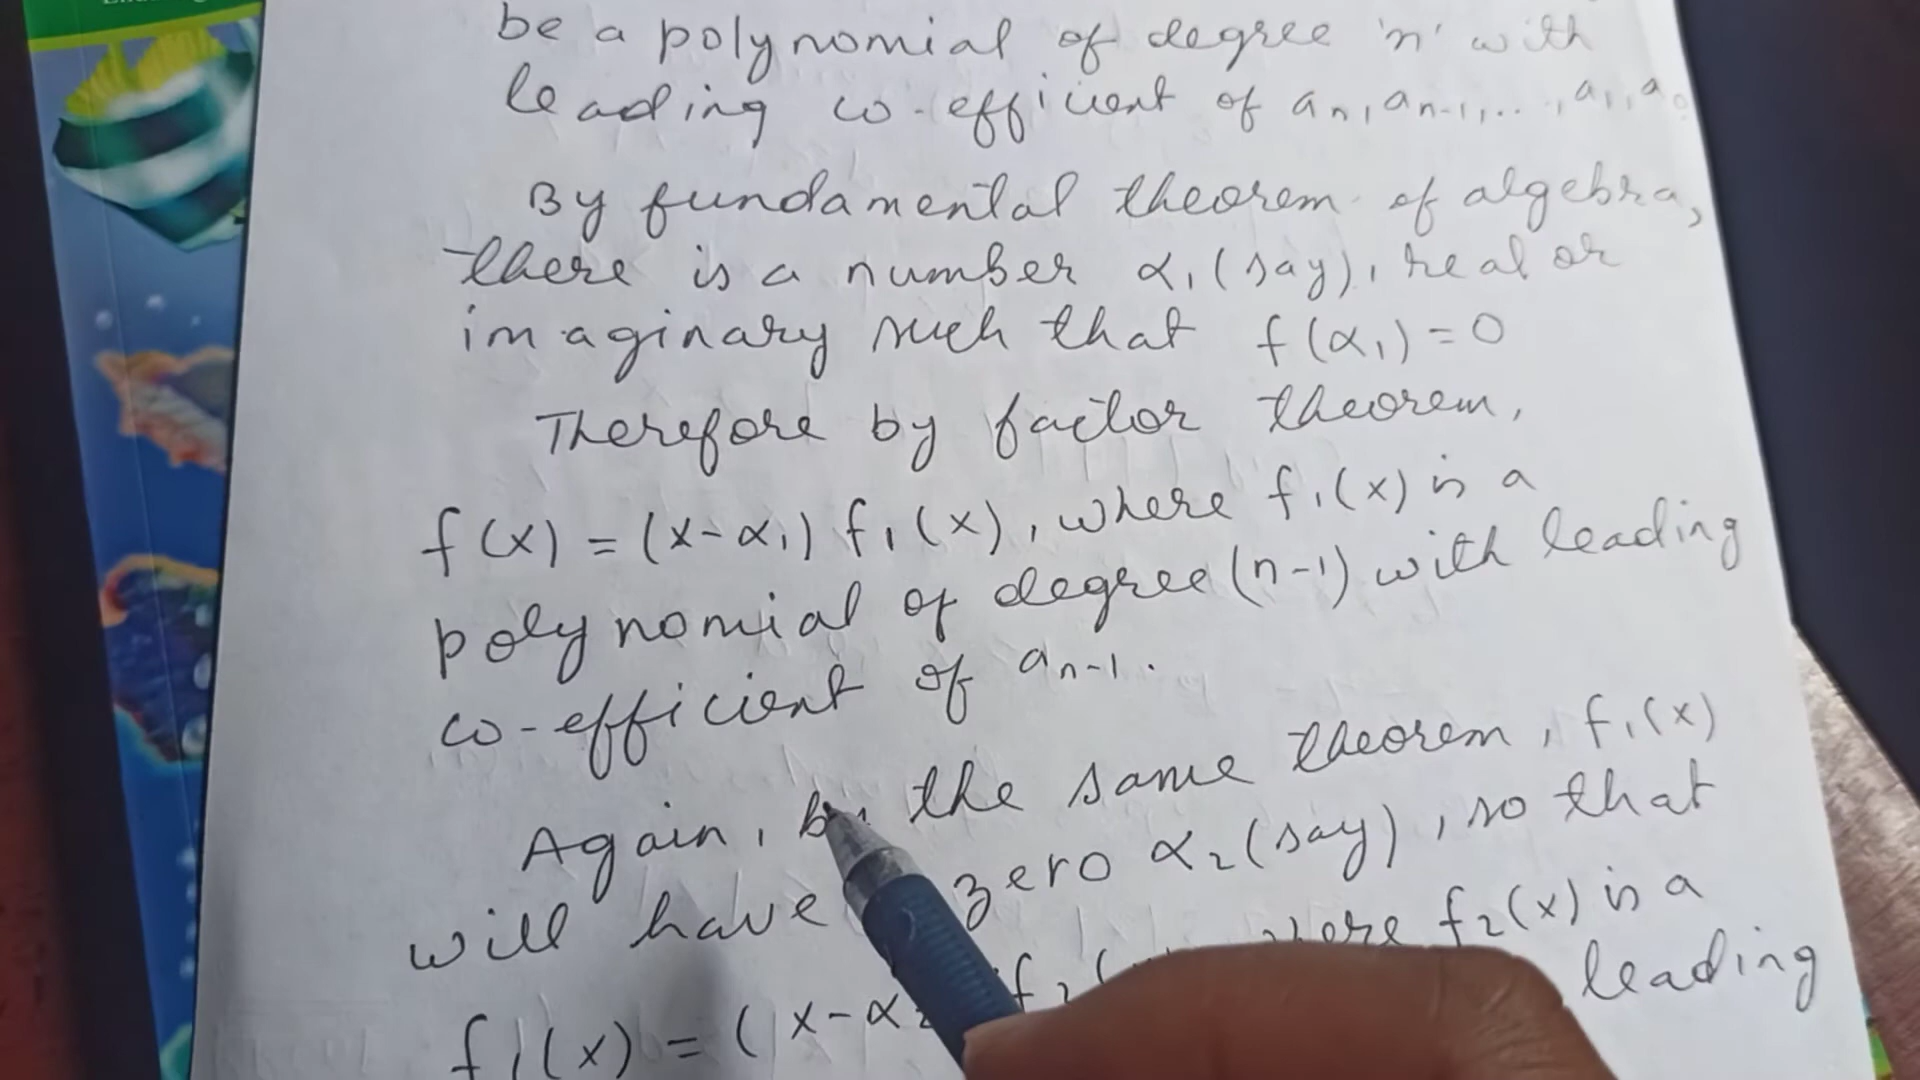 be a polynomial of degree 'n' with
leading co-efficient of an, an-1, ..., a1, a0
By fundamental theorem of algebra,
there is a number α1 (say), real or
imaginary such that f(α1) = 0
Therefore by factor theorem,
f(x) = (x-α1) f1(x), where f1(x) is a
polynomial of degree (n-1) with leading
co-efficient of an-1.
Again, the same theorem, f1(x)
will have zero α2 (say), so that
f1(x) = (x-α2 f2( f2(x) is a
leading